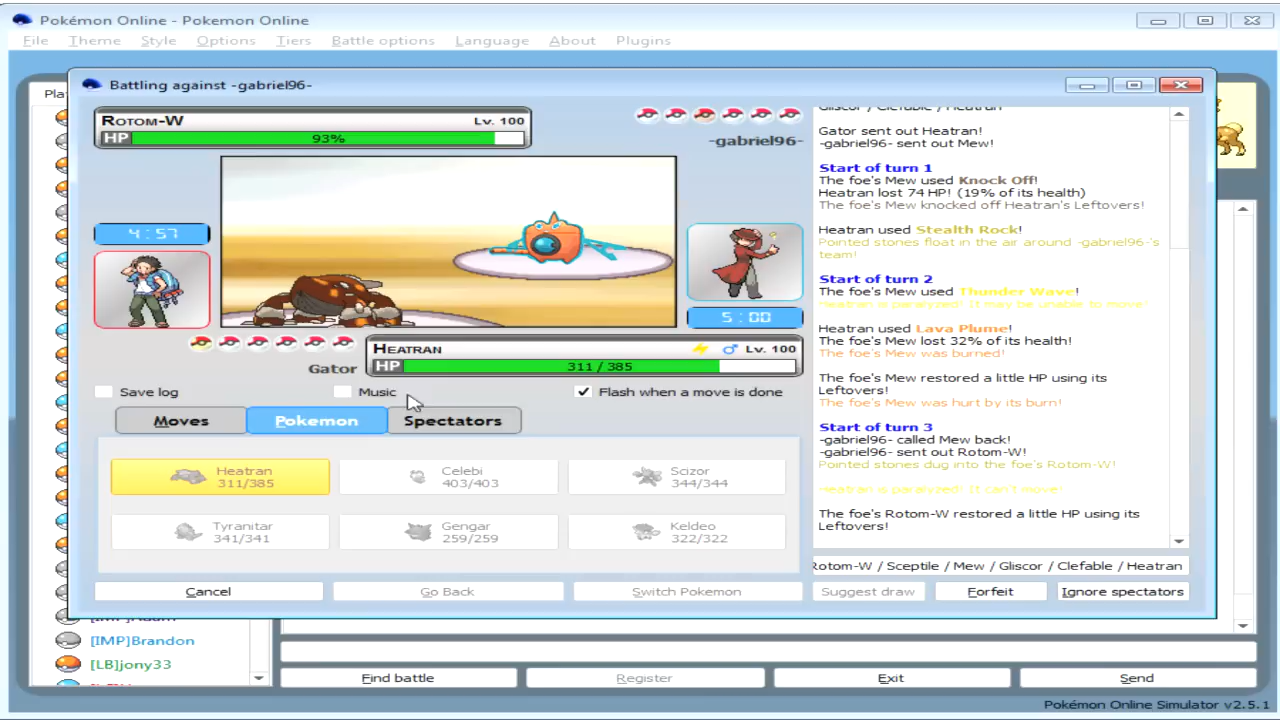 Pokémon Online - Pokemon Online
File Theme Style Options Tiers Battle options Language About Plugins
Battling against -gabriel96-
ROTOM-W Lv. 100
HP 93%
-gabriel96-
4:57
5:00
HEATRAN Lv. 100
HP 311 / 385
Gator
Save log Music Flash when a move is done
Moves Pokemon Spectators
Heatran
311/385
Celebi
403/403
Scizor
344/344
Tyranitar
341/341
Gengar
259/259
Keldeo
322/322
Cancel Go Back Switch Pokemon
Gliscor / Clefable / Heatran
Gator sent out Heatran!
-gabriel96- sent out Mew!
Start of turn 1
The foe's Mew used Knock Off!
Heatran lost 74 HP! (19% of its health)
The foe's Mew knocked off Heatran's Leftovers!
Heatran used Stealth Rock!
Pointed stones float in the air around -gabriel96-'s
team!
Start of turn 2
The foe's Mew used Thunder Wave!
Heatran is paralyzed! It may be unable to move!
Heatran used Lava Plume!
The foe's Mew lost 32% of its health!
The foe's Mew was burned!
The foe's Mew restored a little HP using its
Leftovers!
The foe's Mew was hurt by its burn!
Start of turn 3
-gabriel96- called Mew back!
-gabriel96- sent out Rotom-W!
Pointed stones dug into the foe's Rotom-W!
Heatran is paralyzed! It can't move!
The foe's Rotom-W restored a little HP using its
Leftovers!
Rotom-W / Sceptile / Mew / Gliscor / Clefable / Heatran
Suggest draw Forfeit Ignore spectators
[IMP]Brandon
[LB]jony33
Find battle Register Exit Send
Pokémon Online Simulator v2.5.1